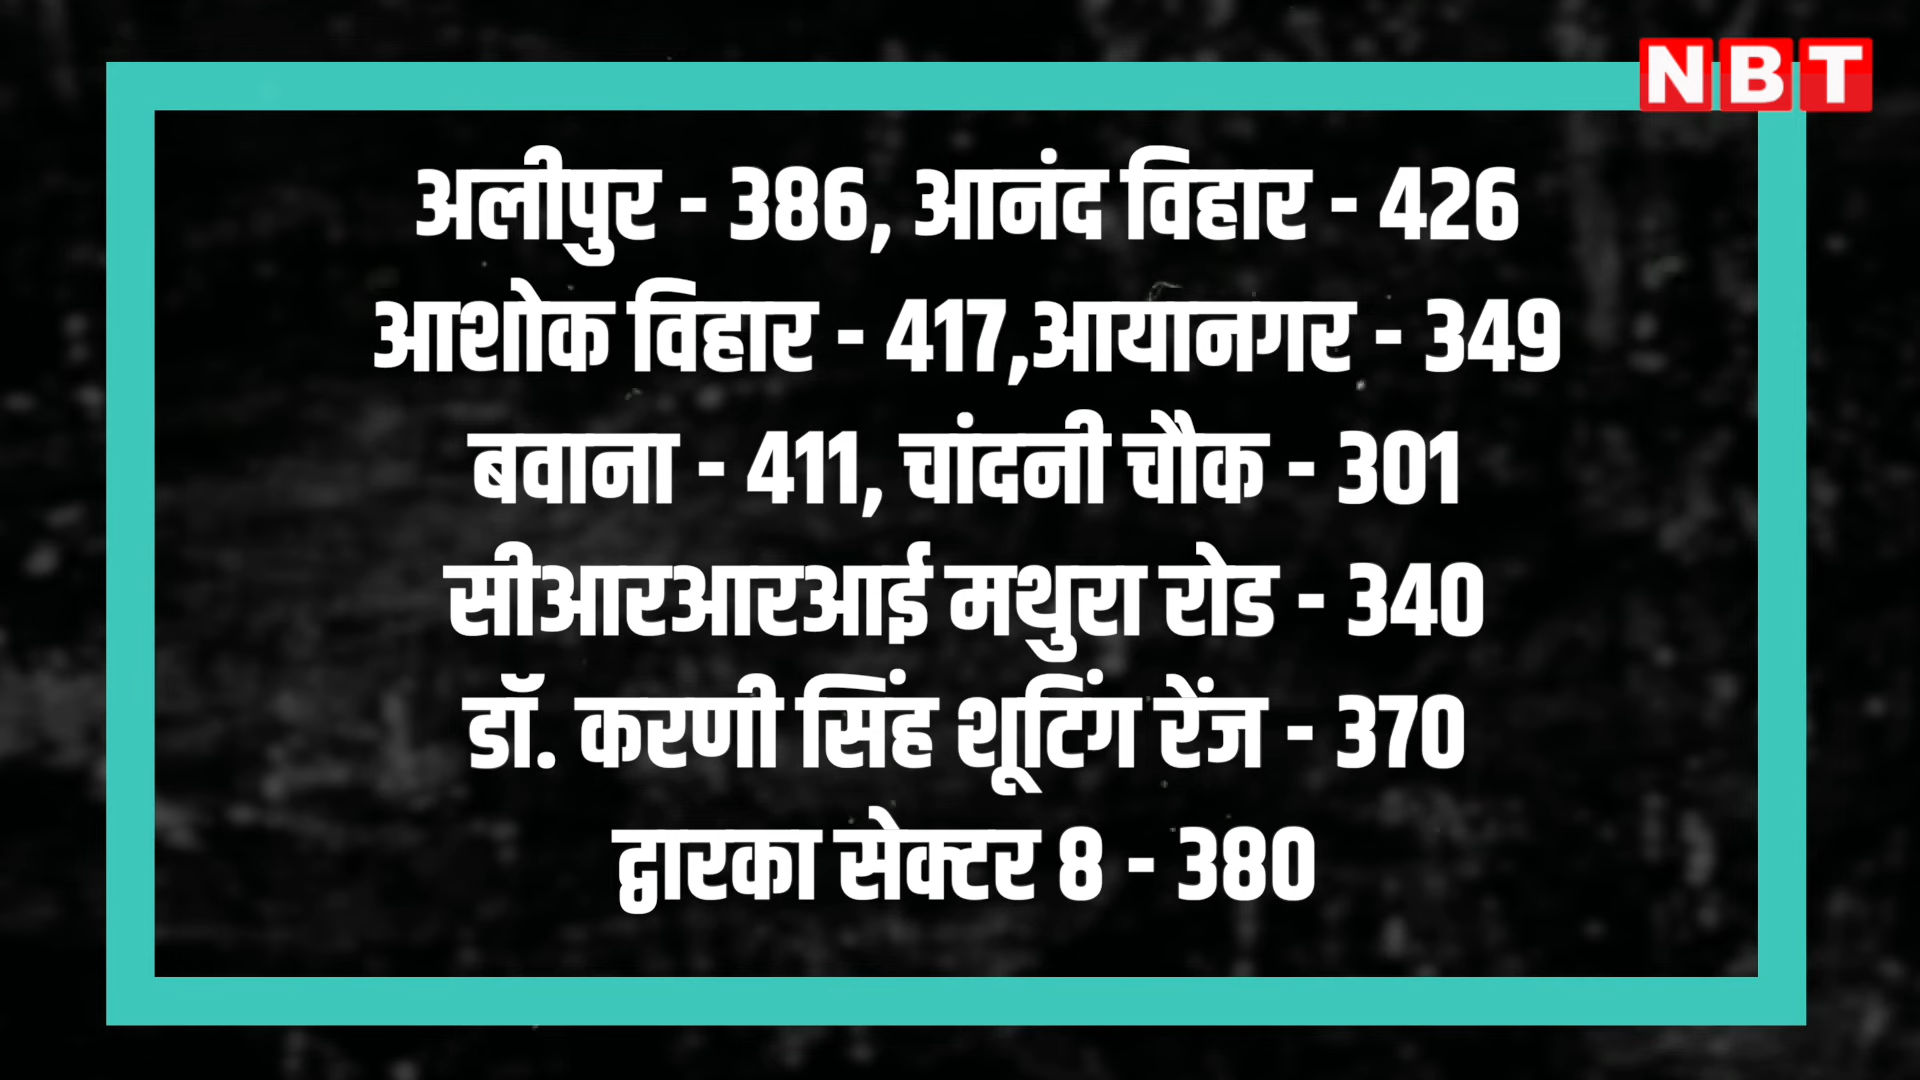 NBT
अलीपुर - 386, आनंद विहार - 426
आशोक विहार - 417,आयानगर - 349
बवाना - 411, चांदनी चौक - 301
सीआरआरआई मथुरा रोड - 340
डॉ. करणी सिंह शूटिंग रेंज - 370
द्वारका सेक्टर 8 - 380